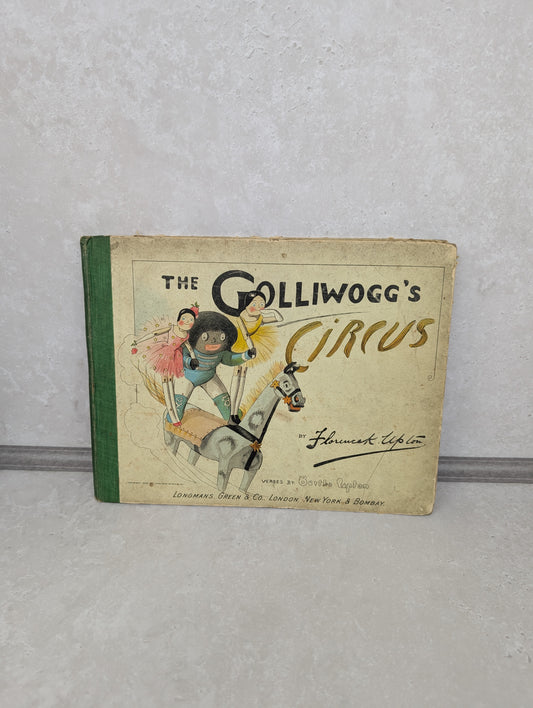 THE GOLLIWOGG'S
CIRCUS
BY Florence K. Upton
VERSES BY Bertha Upton
LONGMANS, GREEN & CO. LONDON, NEW YORK & BOMBAY.